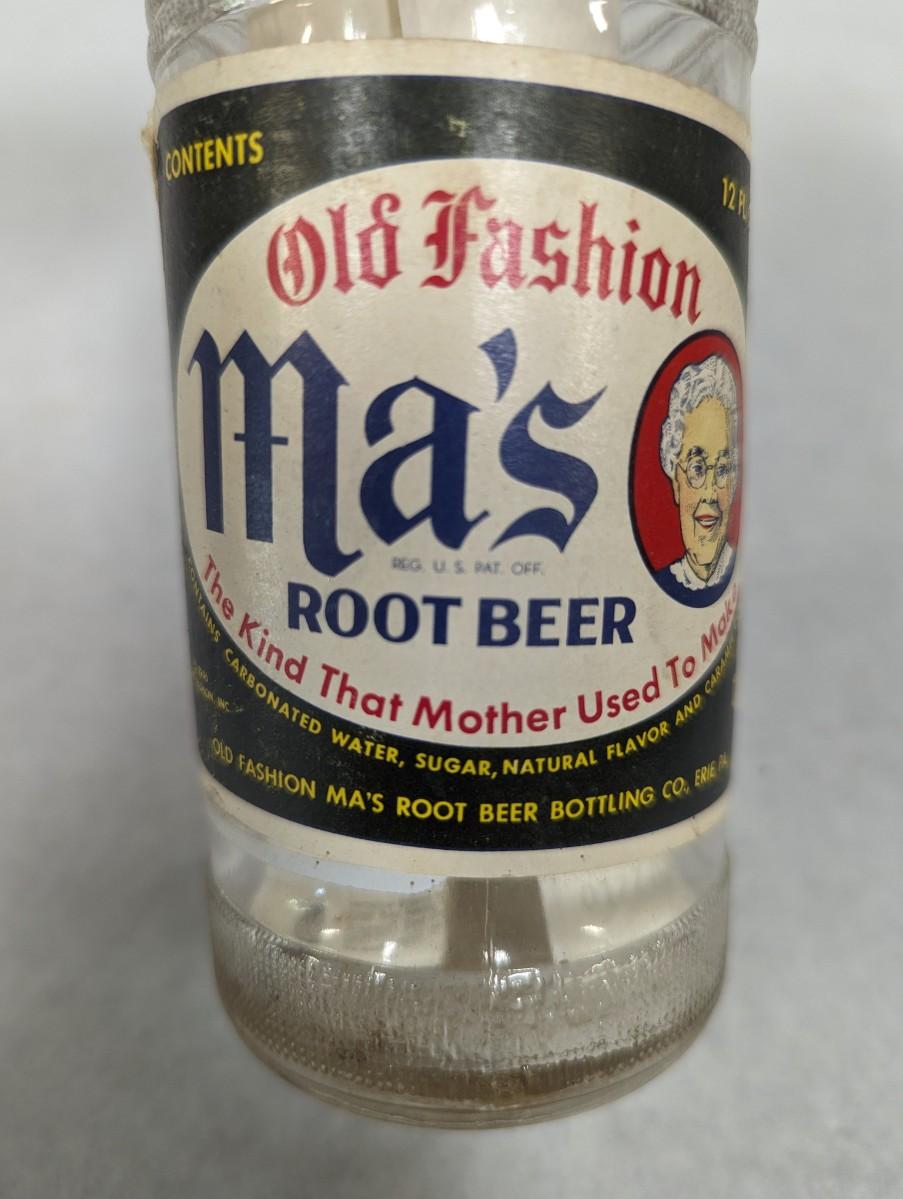 CONTENTS
12 FL.
Old Fashion
Ma's
REG. U. S. PAT. OFF.
ROOT BEER
The Kind That Mother Used To Make
CONTAINS CARBONATED WATER, SUGAR, NATURAL FLAVOR AND
OLD FASHION MA'S ROOT BEER BOTTLING CO., ERIE, PA.